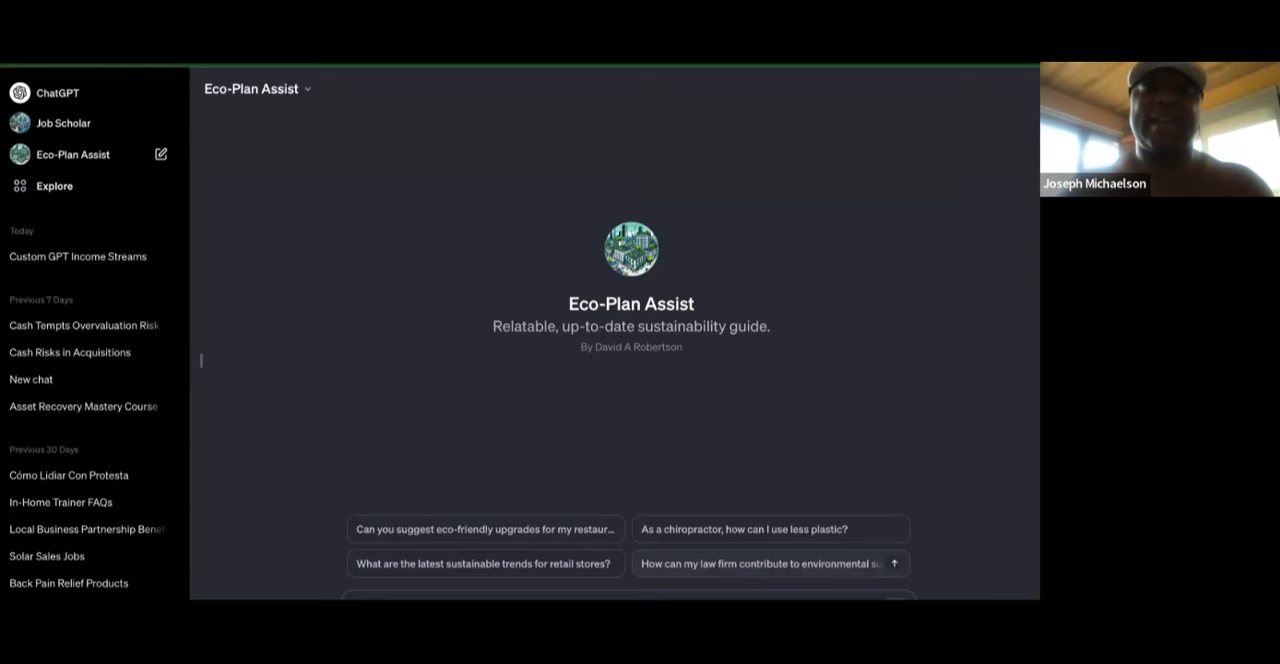 ChatGPT
Job Scholar
Eco-Plan Assist
Explore
Today
Custom GPT Income Streams
Previous 7 Days
Cash Tempts Overvaluation Risk
Cash Risks in Acquisitions
New chat
Asset Recovery Mastery Course
Previous 30 Days
Cómo Lidiar Con Protesta
In-Home Trainer FAQs
Local Business Partnership Benef
Solar Sales Jobs
Back Pain Relief Products
Eco-Plan Assist
Eco-Plan Assist
Relatable, up-to-date sustainability guide.
By David A Robertson
Can you suggest eco-friendly upgrades for my restaur...
As a chiropractor, how can I use less plastic?
What are the latest sustainable trends for retail stores?
How can my law firm contribute to environmental su
Joseph Michaelson